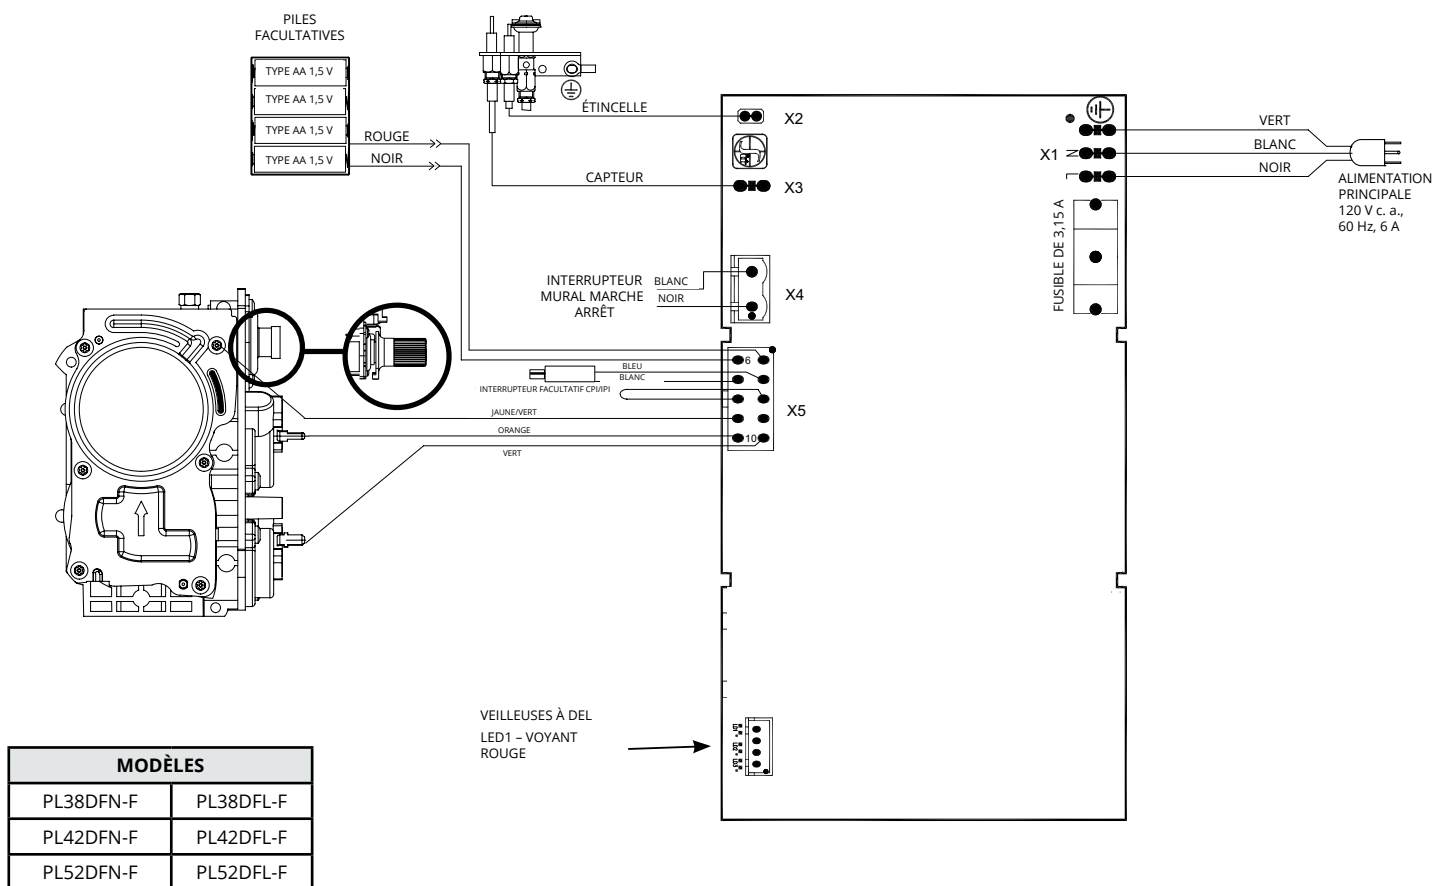 PILES
FACULTATIVES
TYPE AA 1,5 V
TYPE AA 1,5 V
TYPE AA 1,5 V
TYPE AA 1,5 V
ROUGE
NOIR
ÉTINCELLE
CAPTEUR
X2
X3
X1
N
L
VERT
BLANC
NOIR
ALIMENTATION
PRINCIPALE
120 V c. a.,
60 Hz, 6 A
FUSIBLE DE 3,15 A
INTERRUPTEUR
MURAL MARCHE
ARRÊT
BLANC
NOIR
X4
6
BLEU
BLANC
INTERRUPTEUR FACULTATIF CPI/IPI
X5
JAUNE/VERT
ORANGE
10
VERT
VEILLEUSES À DEL
LED1 – VOYANT
ROUGE
MODÈLES
PL38DFN-F PL38DFL-F
PL42DFN-F PL42DFL-F
PL52DFN-F PL52DFL-F